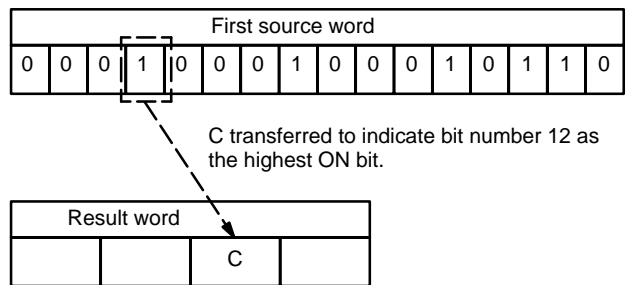 First source word
0 0 0 1 0 0 0 1 0 0 0 1 0 1 1 0
C transferred to indicate bit number 12 as
the highest ON bit.
Result word
C